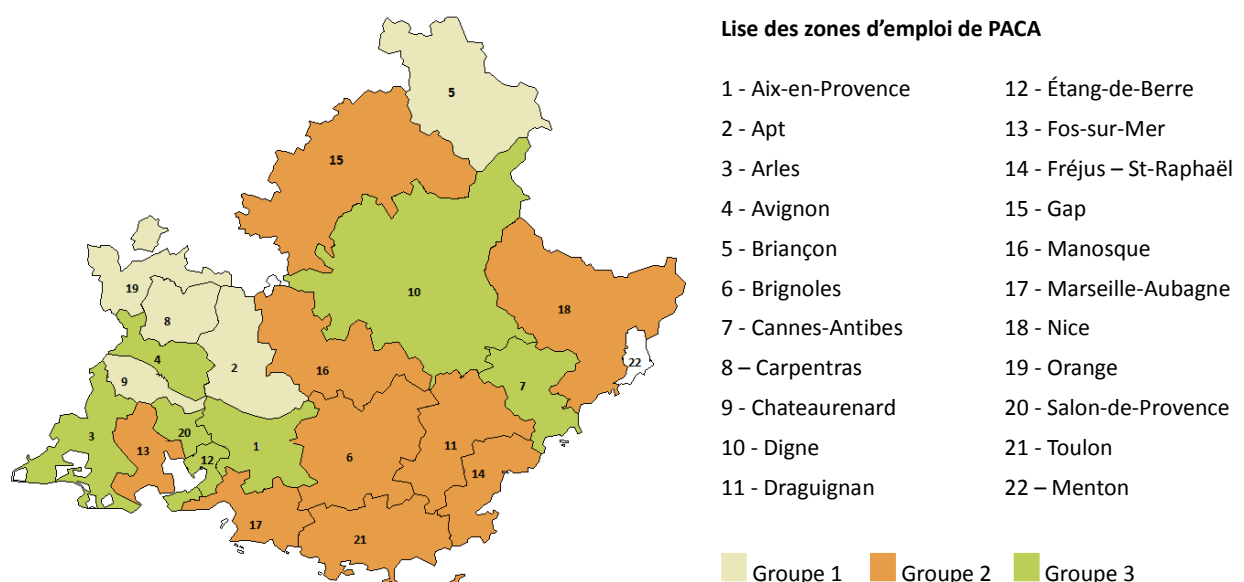 Lise des zones d’emploi de PACA
1 - Aix-en-Provence
2 - Apt
3 - Arles
4 - Avignon
5 - Briançon
6 - Brignoles
7 - Cannes-Antibes
8 – Carpentras
9 - Chateaurenard
10 - Digne
11 - Draguignan
12 - Étang-de-Berre
13 - Fos-sur-Mer
14 - Fréjus – St-Raphaël
15 - Gap
16 - Manosque
17 - Marseille-Aubagne
18 - Nice
19 - Orange
20 - Salon-de-Provence
21 - Toulon
22 – Menton
Groupe 1 Groupe 2 Groupe 3
5
15
10
19
18
8
4
22
2
16
9
7
3
20
1
11
13
12
6
14
17
21